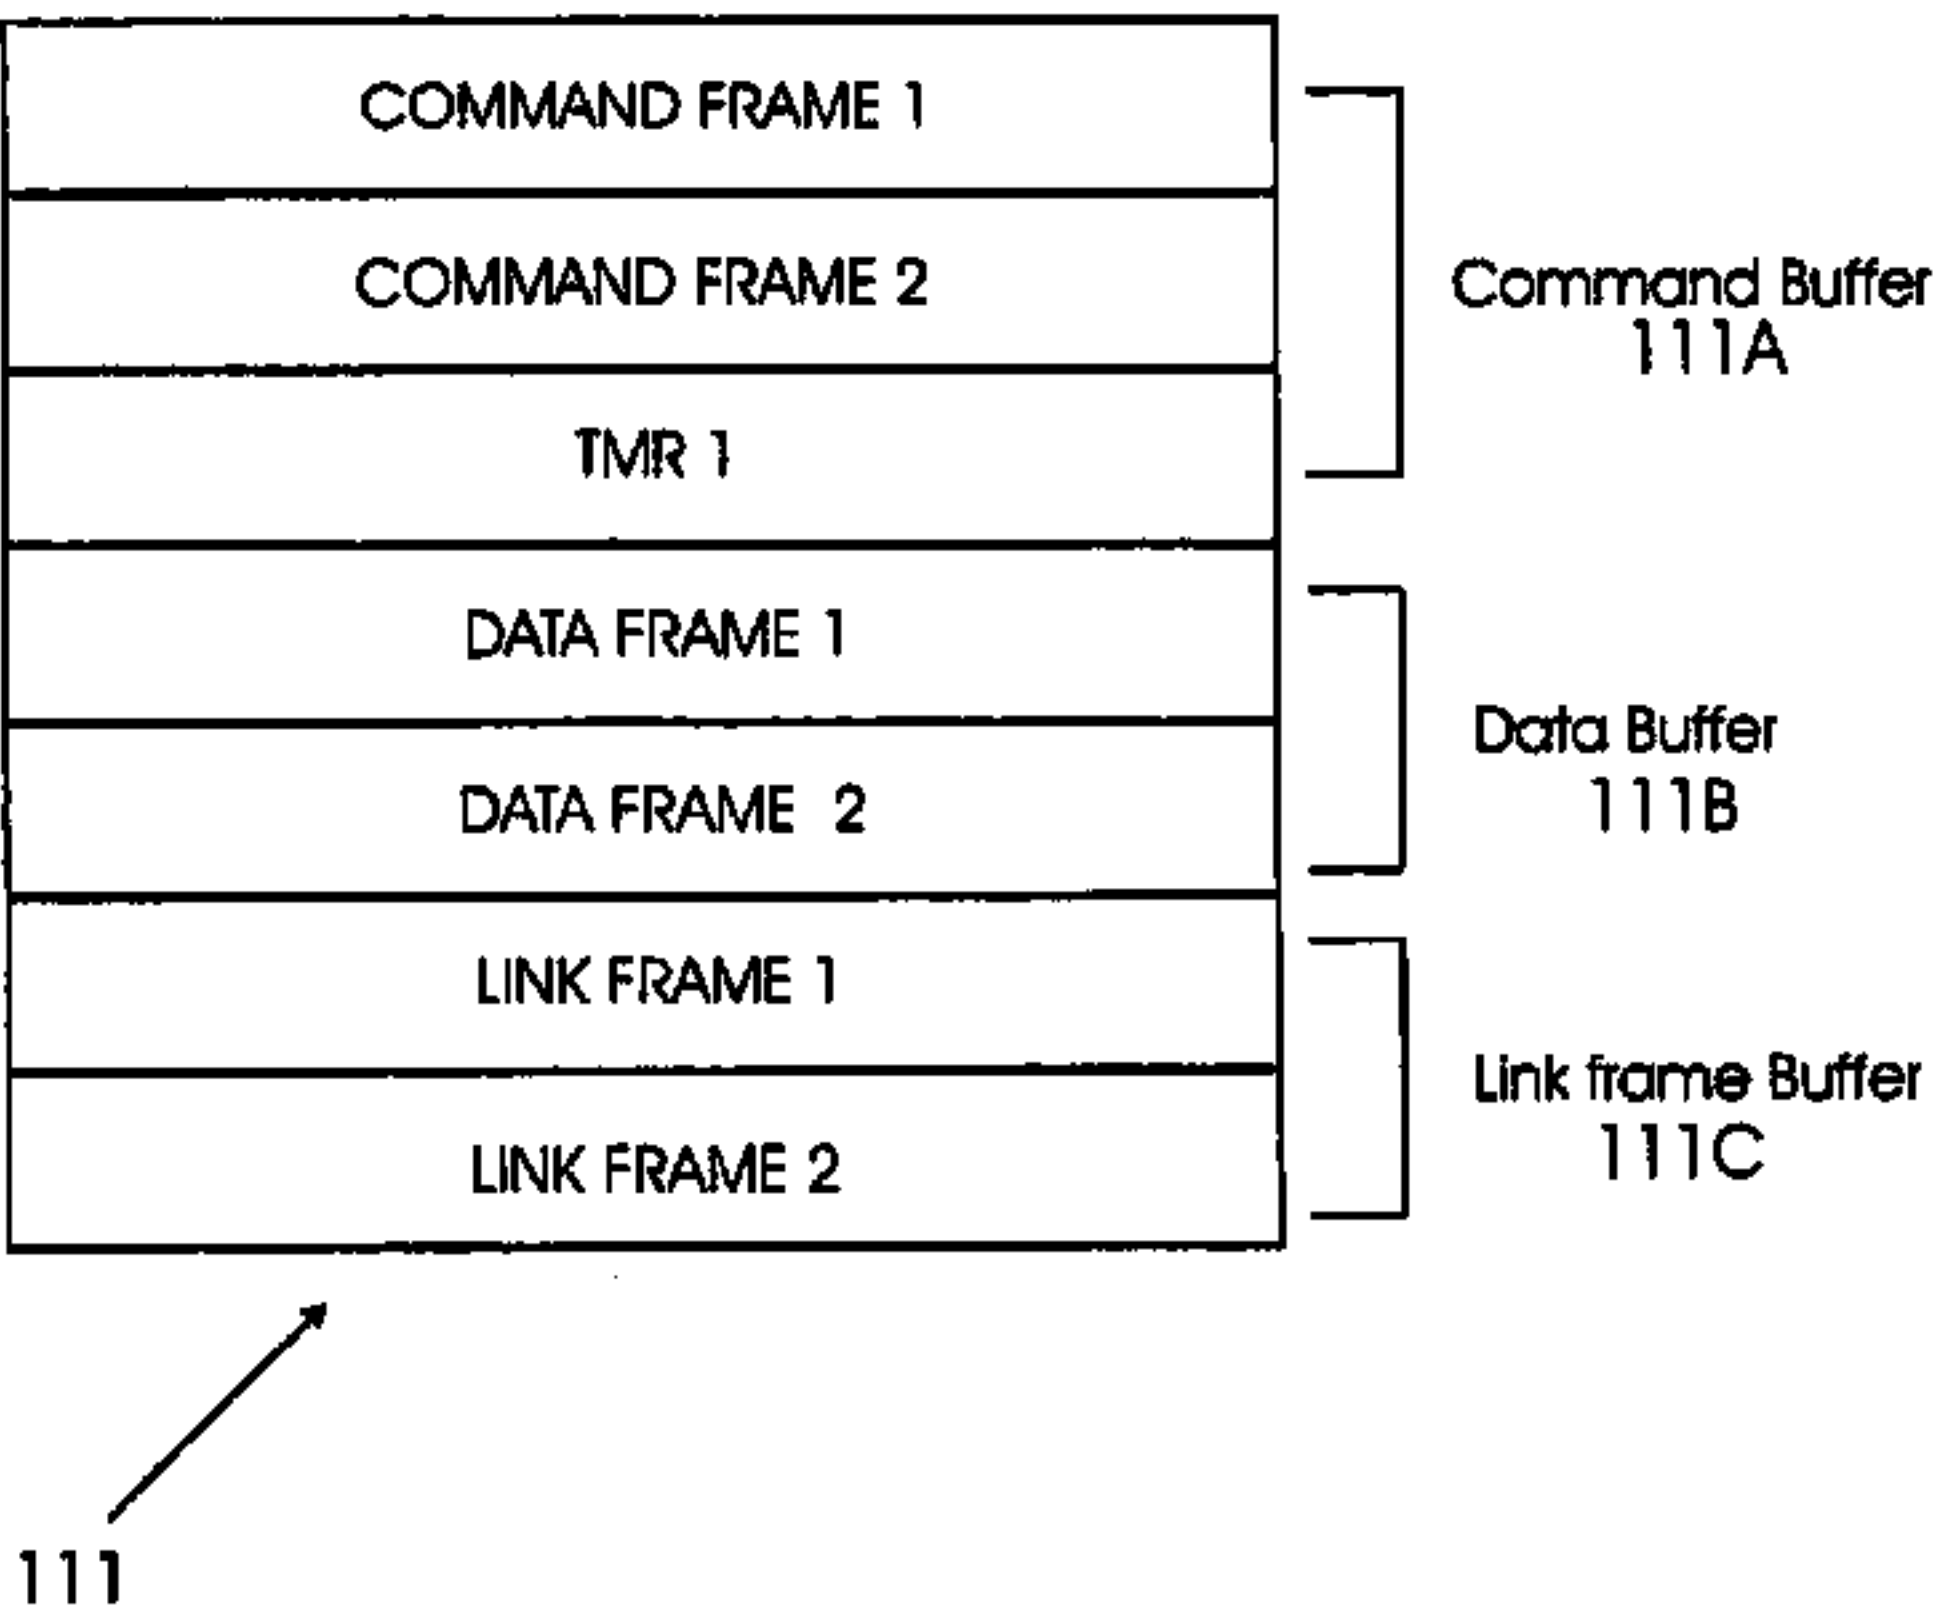 COMMAND FRAME 1
COMMAND FRAME 2
TMR 1
DATA FRAME 1
DATA FRAME 2
LINK FRAME 1
LINK FRAME 2
Command Buffer
111A
Data Buffer
111B
Link frame Buffer
111C
111